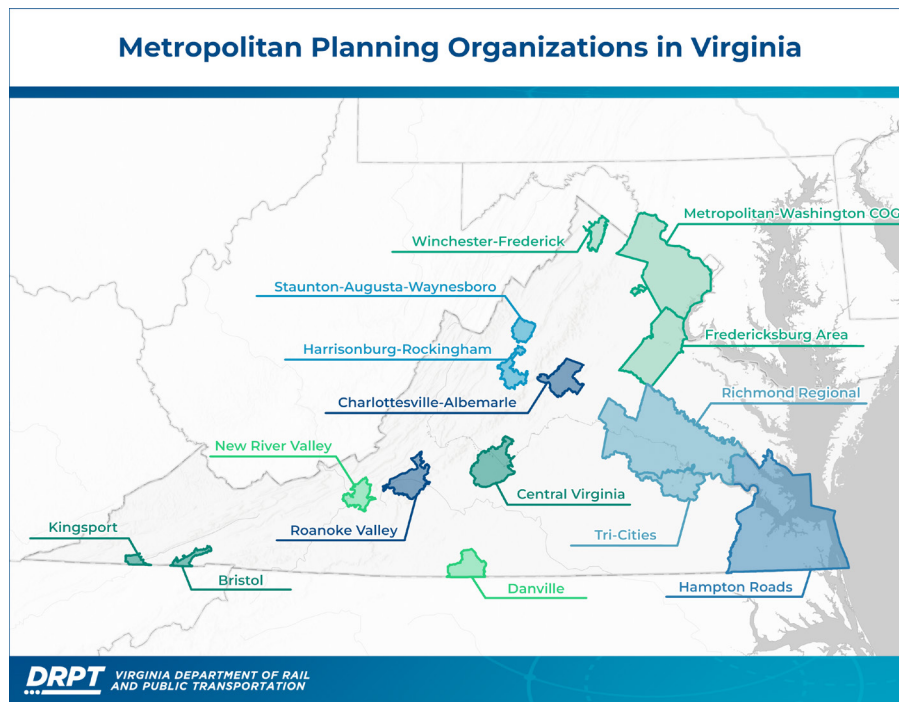 Metropolitan Planning Organizations in Virginia
Metropolitan-Washington COG
Winchester-Frederick
Staunton-Augusta-Waynesboro
Fredericksburg Area
Harrisonburg-Rockingham
Richmond Regional
Charlottesville-Albemarle
New River Valley
Central Virginia
Kingsport
Roanoke Valley
Tri-Cities
Bristol
Danville
Hampton Roads
DRPT
VIRGINIA DEPARTMENT OF RAIL
AND PUBLIC TRANSPORTATION